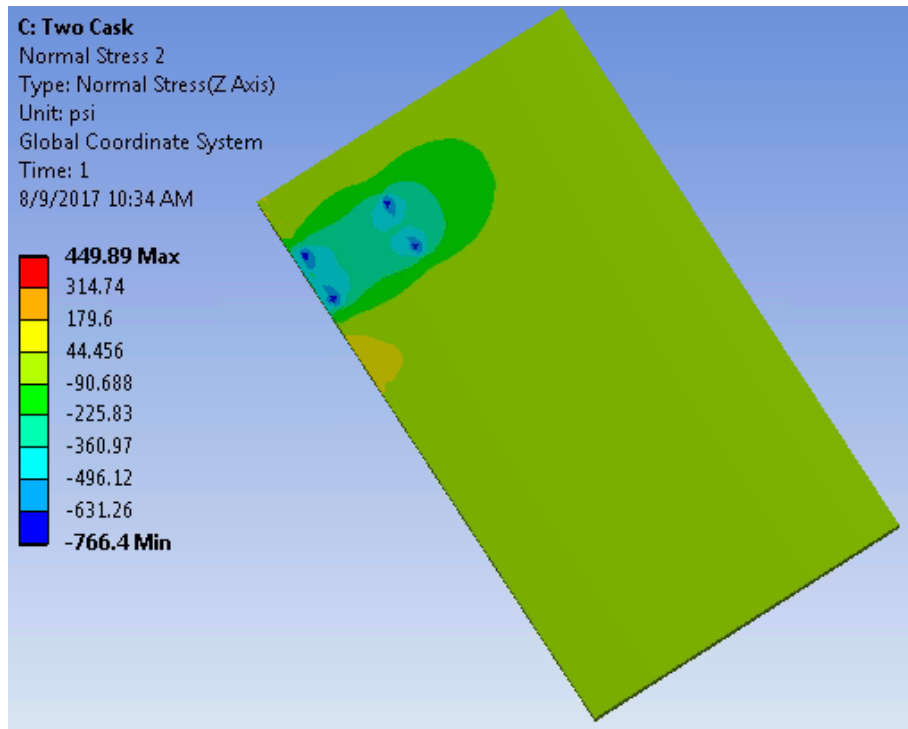 C: Two Cask
Normal Stress 2
Type: Normal Stress(Z Axis)
Unit: psi
Global Coordinate System
Time: 1
8/9/2017 10:34 AM
449.89 Max
314.74
179.6
44.456
-90.688
-225.83
-360.97
-496.12
-631.26
-766.4 Min